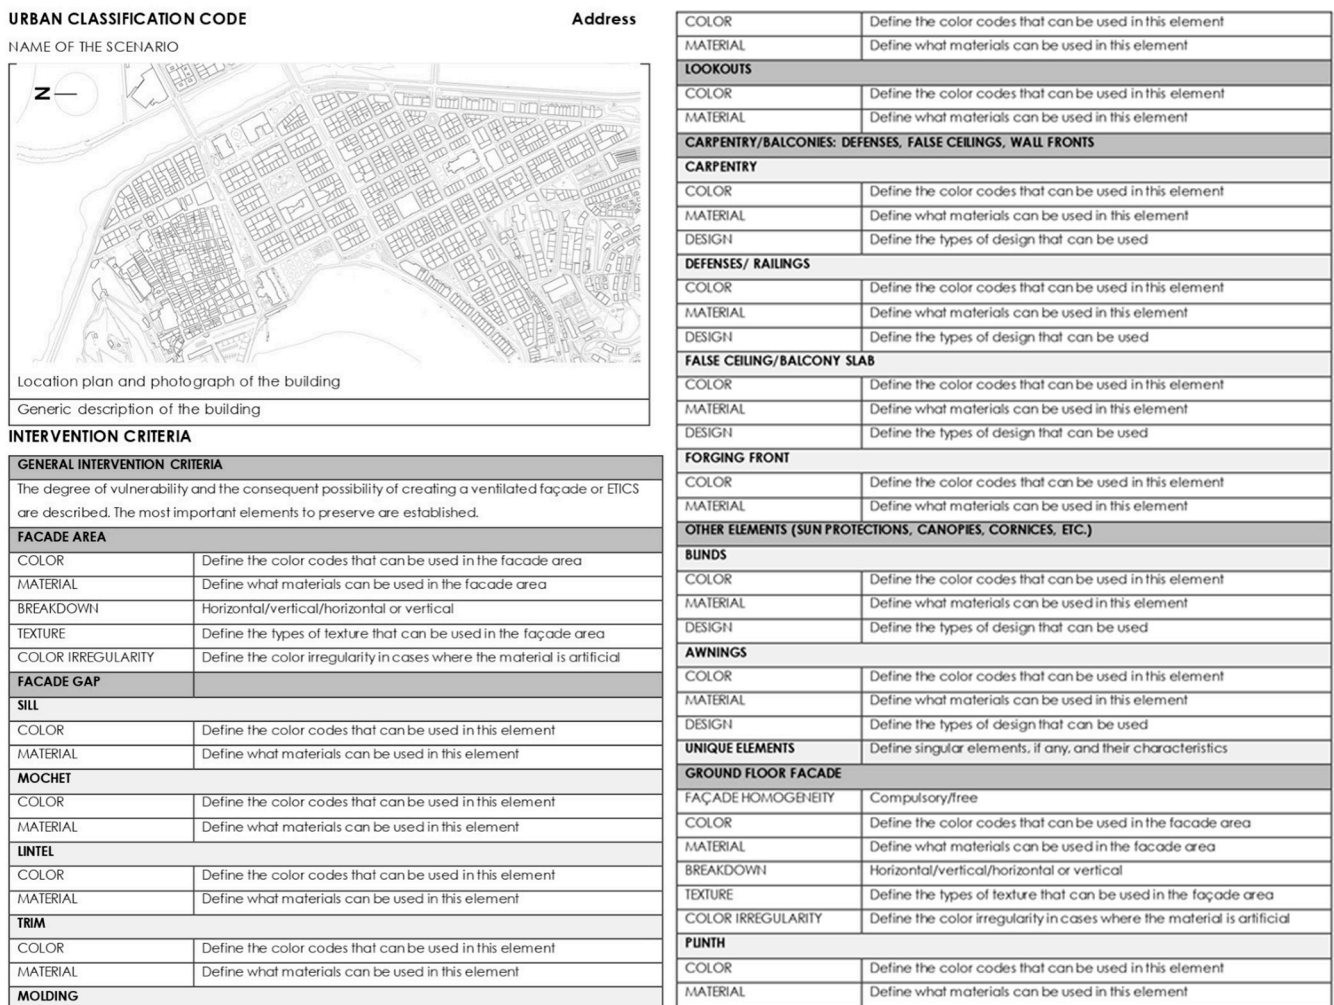 URBAN CLASSIFICATION CODE Address
NAME OF THE SCENARIO
N
Location plan and photograph of the building
Generic description of the building
INTERVENTION CRITERIA
GENERAL INTERVENTION CRITERIA
The degree of vulnerability and the consequent possibility of creating a ventilated façade or ETICS
are described. The most important elements to preserve are established.
FACADE AREA
COLOR Define the color codes that can be used in the facade area
MATERIAL Define what materials can be used in the facade area
BREAKDOWN Horizontal/vertical/horizontal or vertical
TEXTURE Define the types of texture that can be used in the façade area
COLOR IRREGULARITY Define the color irregularity in cases where the material is artificial
FACADE GAP
SILL
COLOR Define the color codes that can be used in this element
MATERIAL Define what materials can be used in this element
MOCHET
COLOR Define the color codes that can be used in this element
MATERIAL Define what materials can be used in this element
LINTEL
COLOR Define the color codes that can be used in this element
MATERIAL Define what materials can be used in this element
TRIM
COLOR Define the color codes that can be used in this element
MATERIAL Define what materials can be used in this element
MOLDING
COLOR Define the color codes that can be used in this element
MATERIAL Define what materials can be used in this element
LOOKOUTS
COLOR Define the color codes that can be used in this element
MATERIAL Define what materials can be used in this element
CARPENTRY/BALCONIES: DEFENSES, FALSE CEILINGS, WALL FRONTS
CARPENTRY
COLOR Define the color codes that can be used in this element
MATERIAL Define what materials can be used in this element
DESIGN Define the types of design that can be used
DEFENSES/ RAILINGS
COLOR Define the color codes that can be used in this element
MATERIAL Define what materials can be used in this element
DESIGN Define the types of design that can be used
FALSE CEILING/BALCONY SLAB
COLOR Define the color codes that can be used in this element
MATERIAL Define what materials can be used in this element
DESIGN Define the types of design that can be used
FORGING FRONT
COLOR Define the color codes that can be used in this element
MATERIAL Define what materials can be used in this element
OTHER ELEMENTS (SUN PROTECTIONS, CANOPIES, CORNICES, ETC.)
BLINDS
COLOR Define the color codes that can be used in this element
MATERIAL Define what materials can be used in this element
DESIGN Define the types of design that can be used
AWNINGS
COLOR Define the color codes that can be used in this element
MATERIAL Define what materials can be used in this element
DESIGN Define the types of design that can be used
UNIQUE ELEMENTS Define singular elements, if any, and their characteristics
GROUND FLOOR FACADE
FAÇADE HOMOGENEITY Compulsory/free
COLOR Define the color codes that can be used in the facade area
MATERIAL Define what materials can be used in the facade area
BREAKDOWN Horizontal/vertical/horizontal or vertical
TEXTURE Define the types of texture that can be used in the façade area
COLOR IRREGULARITY Define the color irregularity in cases where the material is artificial
PLINTH
COLOR Define the color codes that can be used in this element
MATERIAL Define what materials can be used in this element